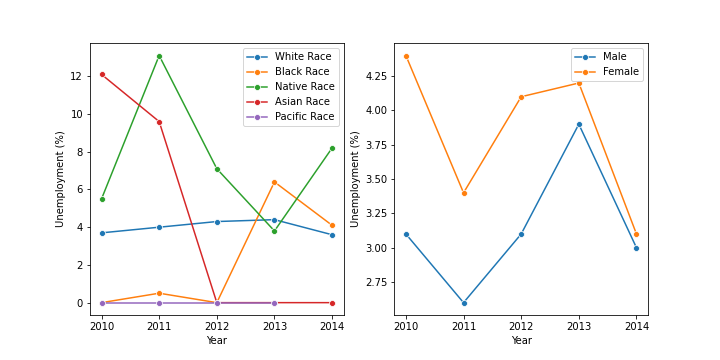 White Race
Black Race
Native Race
Asian Race
Pacific Race
12
10
8
6
4
2
0
Unemployment (%)
2010 2011 2012 2013 2014
Year
Male
Female
4.25
4.00
3.75
3.50
3.25
3.00
2.75
Unemployment (%)
2010 2011 2012 2013 2014
Year